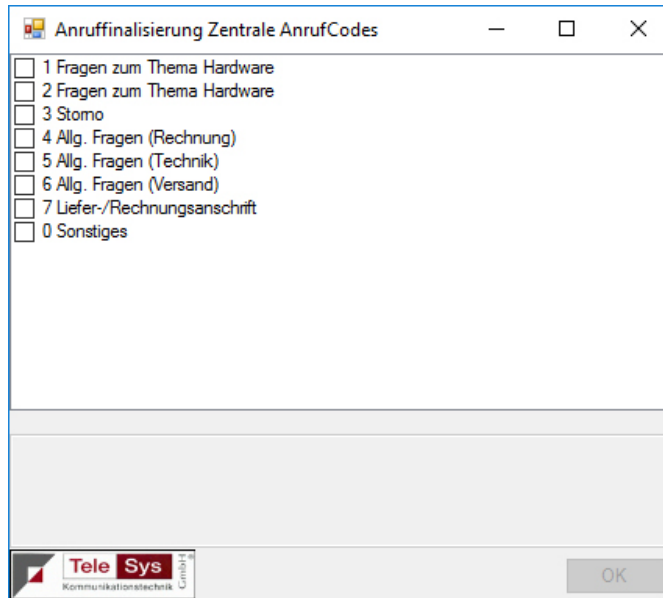 Anruffinalisierung Zentrale AnrufCodes
1 Fragen zum Thema Hardware
2 Fragen zum Thema Hardware
3 Storno
4 Allg. Fragen (Rechnung)
5 Allg. Fragen (Technik)
6 Allg. Fragen (Versand)
7 Liefer-/Rechnungsanschrift
0 Sonstiges
Tele Sys
Kommunikationstechnik
GmbH
OK